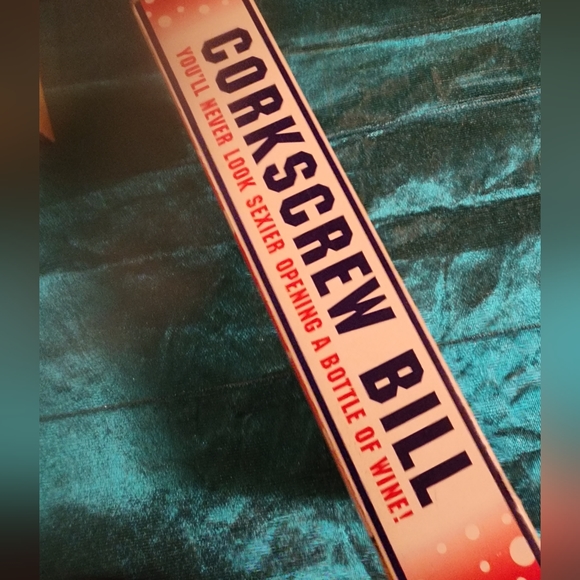 CORKSCREW BILL
YOU'LL NEVER LOOK SEXIER OPENING A BOTTLE OF WINE!